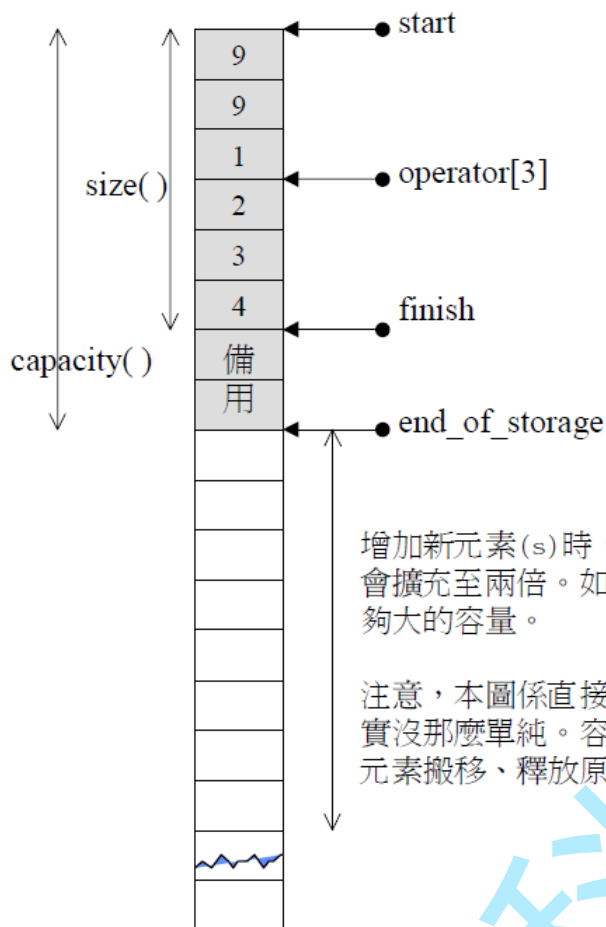 start
9
9
1
size( )
operator[3]
2
3
4
finish
capacity( )
備
用
end_of_storage
增加新元素(s)時
會擴充至兩倍。如
夠大的容量。
注意，本圖係直接
實沒那麼單純。容
元素搬移、釋放原